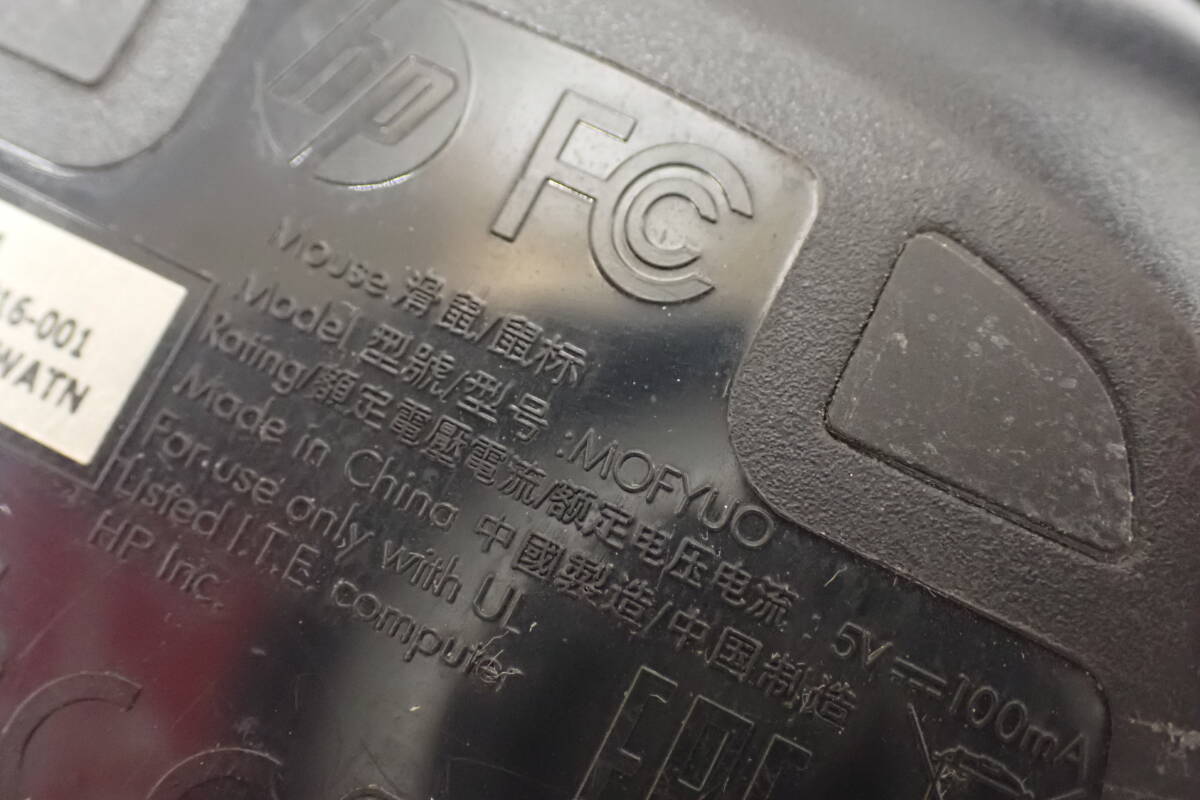 hp
FC
Mouse 滑鼠/鼠标
Model 型號/型号 :MOFYUO
Rating/額定電壓電流/额定电压电流 : 5V⎓100mA
Made in China 中國製造/中国制造
For use only with UL
Listed I.T.E computer
HP Inc.
16-001
WATN
EAC